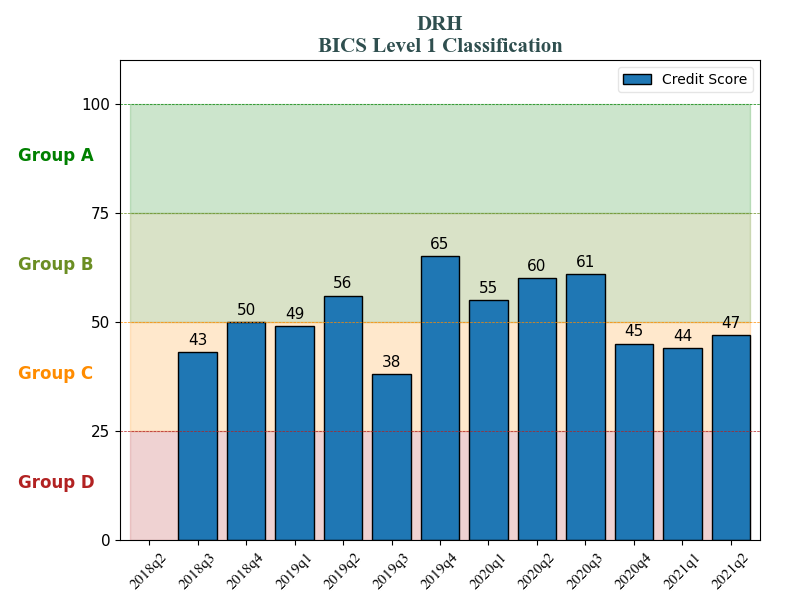 DRH
BICS Level 1 Classification
Credit Score
100
Group A
75
Group B
65
61
60
56
55
50
50
49
47
45
44
43
38
Group C
25
Group D
0
2018q2
2018q3
2018q4
2019q1
2019q2
2019q3
2019q4
2020q1
2020q2
2020q3
2020q4
2021q1
2021q2